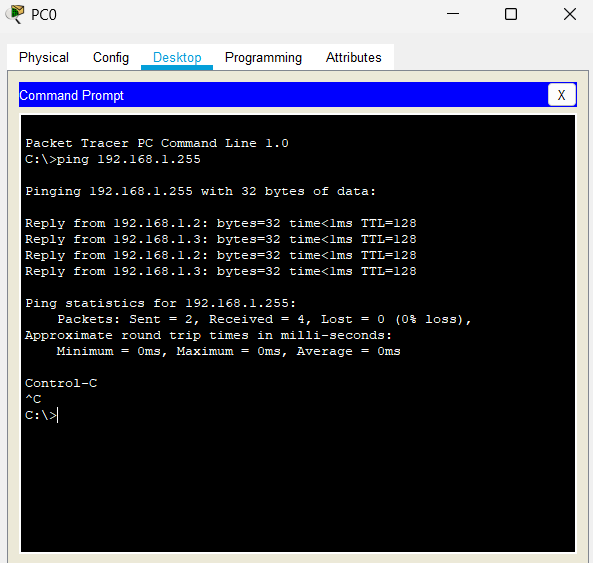 PC0
Physical Config Desktop Programming Attributes
Command Prompt X
Packet Tracer PC Command Line 1.0
C:\>ping 192.168.1.255
Pinging 192.168.1.255 with 32 bytes of data:
Reply from 192.168.1.2: bytes=32 time<1ms TTL=128
Reply from 192.168.1.3: bytes=32 time<1ms TTL=128
Reply from 192.168.1.2: bytes=32 time<1ms TTL=128
Reply from 192.168.1.3: bytes=32 time<1ms TTL=128
Ping statistics for 192.168.1.255:
    Packets: Sent = 2, Received = 4, Lost = 0 (0% loss),
Approximate round trip times in milli-seconds:
    Minimum = 0ms, Maximum = 0ms, Average = 0ms
Control-C
^C
C:\>